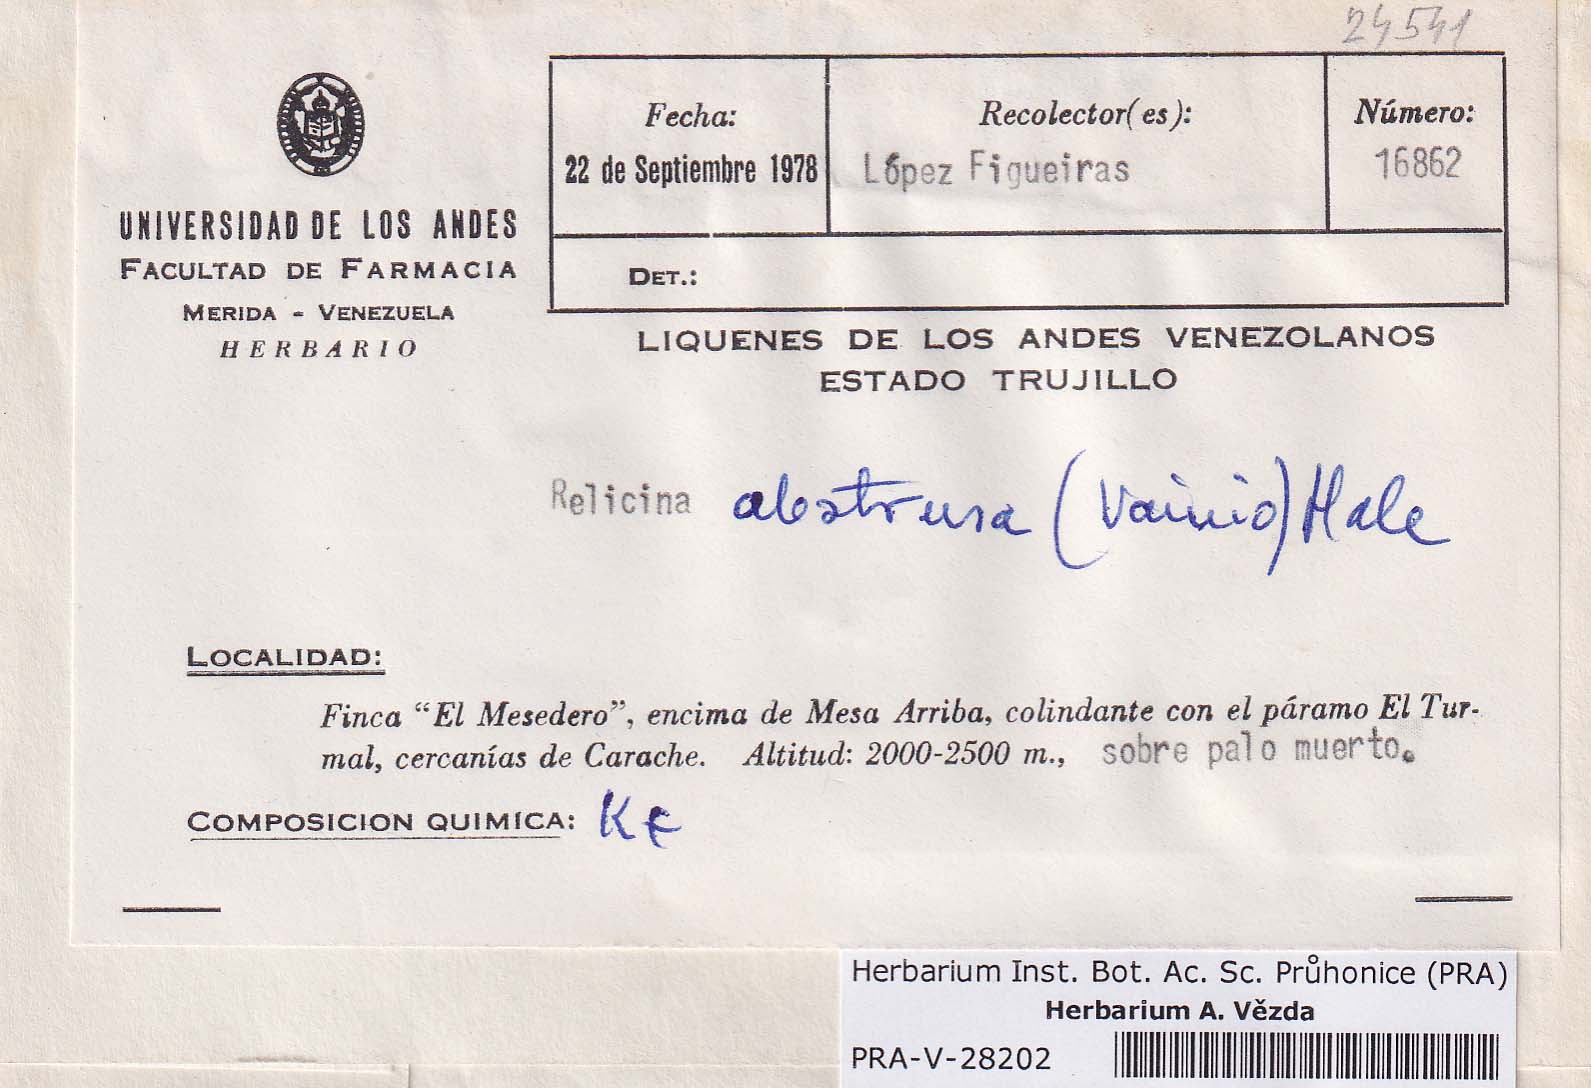 24541
UNIVERSIDAD DE LOS ANDES
FACULTAD DE FARMACIA
MERIDA - VENEZUELA
HERBARIO
Fecha:
22 de Septiembre 1978
Recolector(es):
López Figueiras
Número:
16862
DET.:
LIQUENES DE LOS ANDES VENEZOLANOS
ESTADO TRUJILLO
Relicina abstrusa (Vainio) Hale
LOCALIDAD:
Finca “El Mesedero”, encima de Mesa Arriba, colindante con el páramo El Tur-
mal, cercanías de Carache. Altitud: 2000-2500 m., sobre palo muerto.
COMPOSICION QUIMICA: K
Herbarium Inst. Bot. Ac. Sc. Průhonice (PRA)
Herbarium A. Vězda
PRA-V-28202